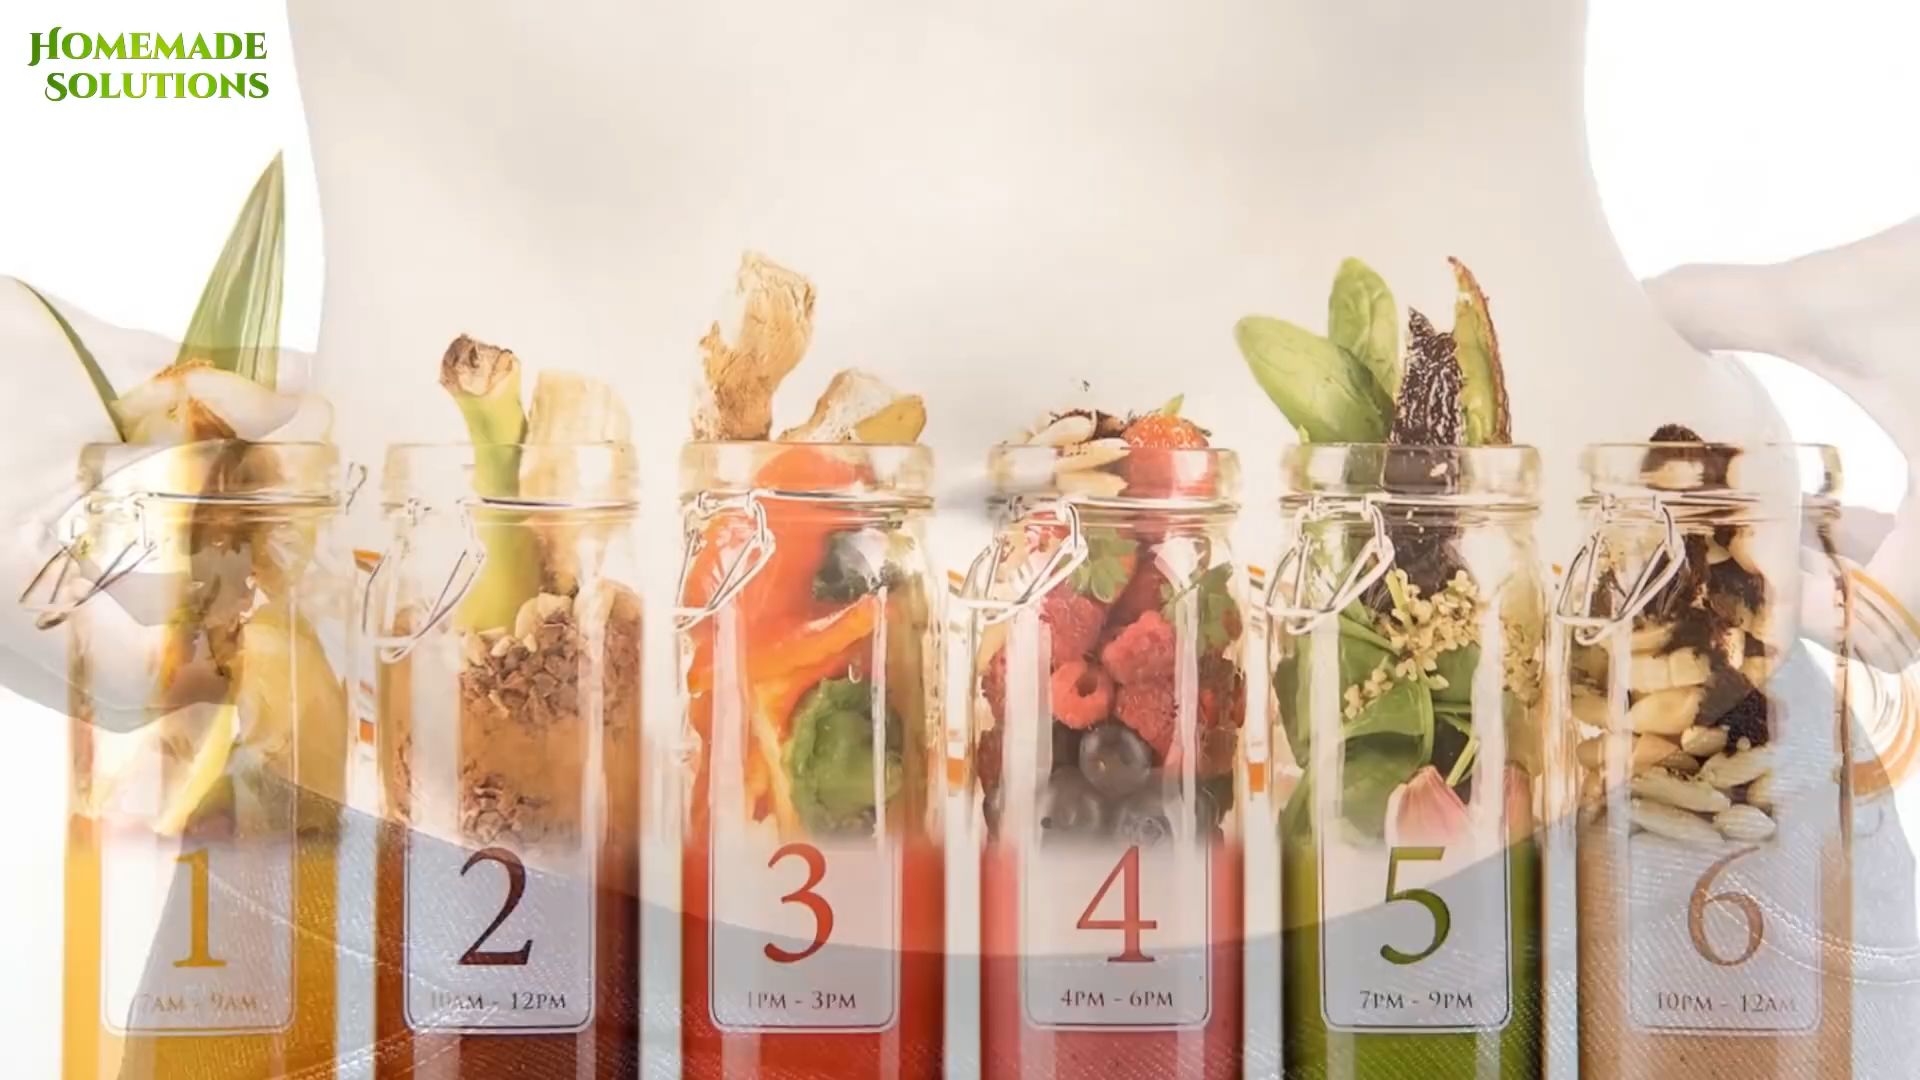 HOMEMADE
SOLUTIONS
1
7AM - 9AM
2
10AM - 12PM
3
1PM - 3PM
4
4PM - 6PM
5
7PM - 9PM
6
10PM - 12AM